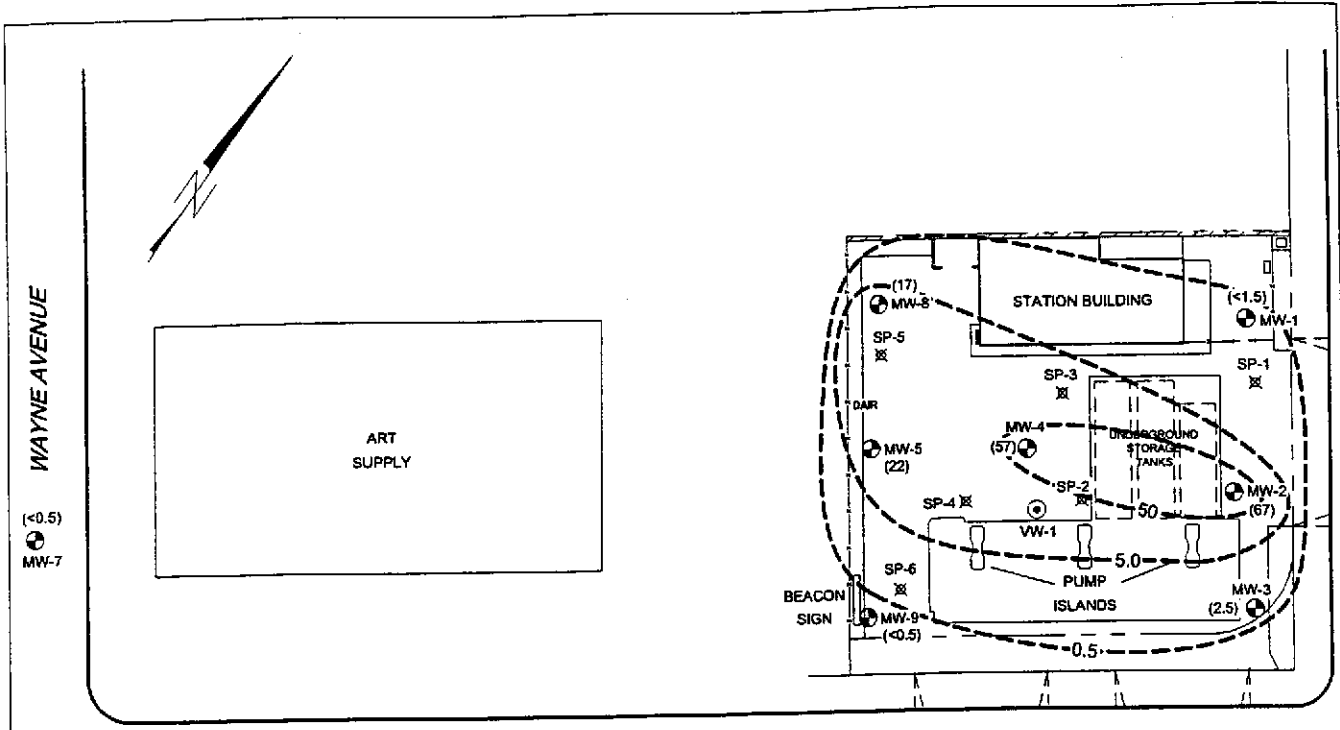 WAYNE AVENUE
(<0.5)
MW-7
ART
SUPPLY
(17)
MW-8
SP-5
STATION BUILDING
(<1.5)
MW-1
SP-1
SP-3
MW-4
(57)
UNDERGROUND
STORAGE
TANKS
MW-5
(22)
MW-2
(67)
SP-2
50
SP-4
VW-1
5.0
PUMP
ISLANDS
SP-6
BEACON
SIGN
MW-9
(<0.5)
MW-3
(2.5)
0.5